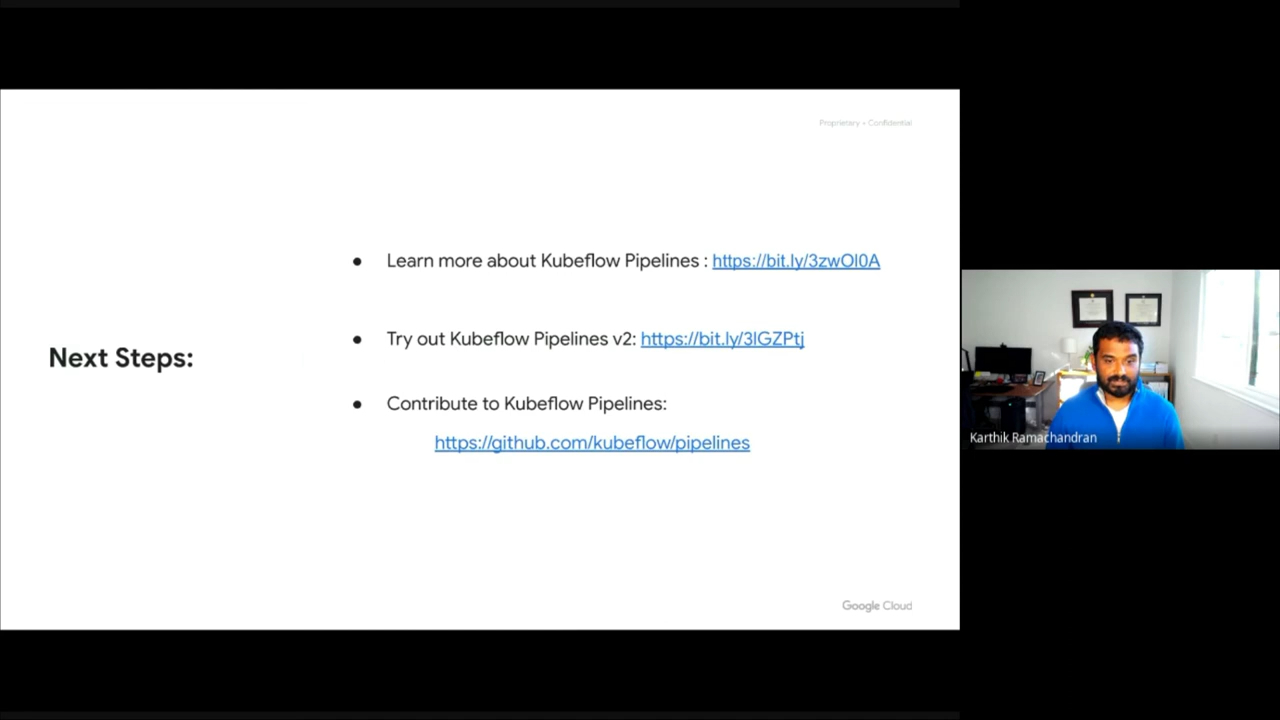 Proprietary + Confidential
Next Steps:
● Learn more about Kubeflow Pipelines : https://bit.ly/3zwOl0A
● Try out Kubeflow Pipelines v2: https://bit.ly/3lGZPtj
● Contribute to Kubeflow Pipelines:
https://github.com/kubeflow/pipelines
Google Cloud
Karthik Ramachandran